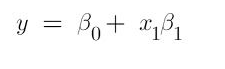 y = β₀ + x₁β₁